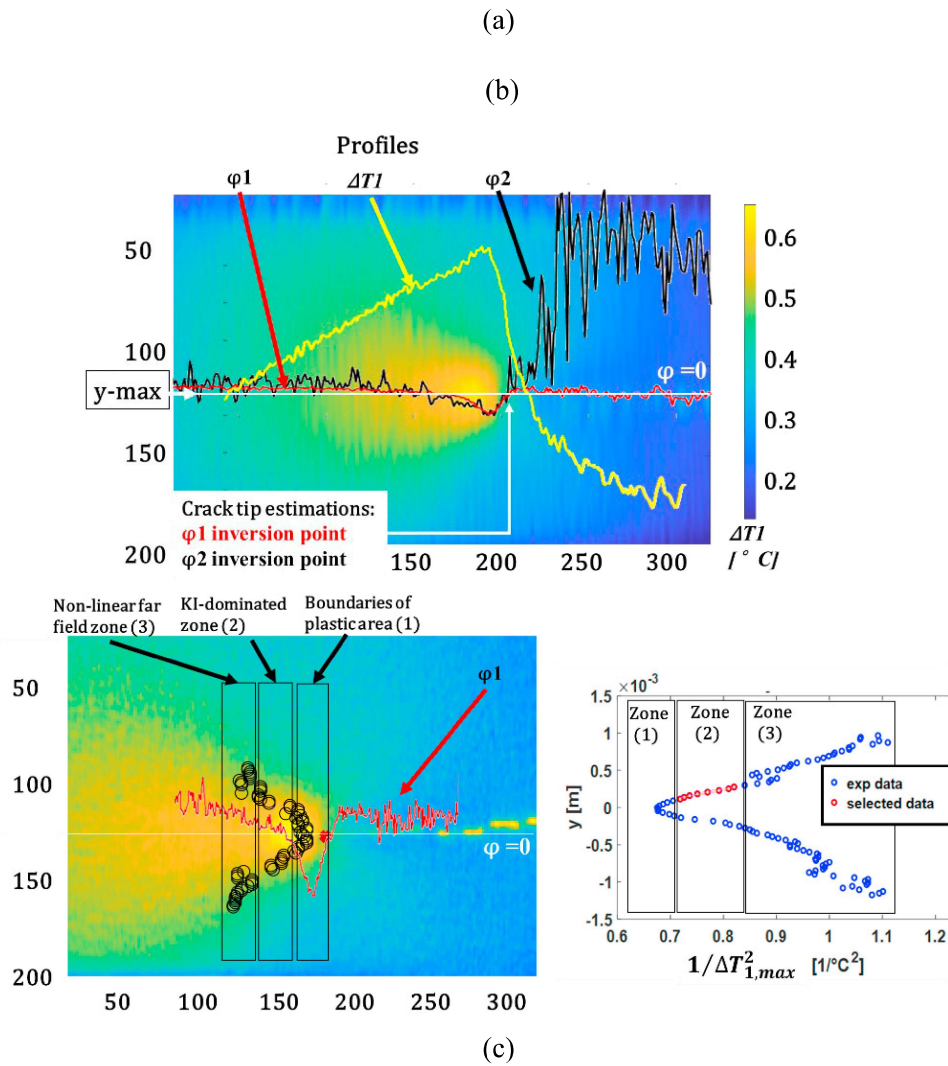 (a)
(b)
Profiles
φ1
ΔT1
φ2
50
100
y-max
150
200
φ=0
Crack tip estimations:
φ1 inversion point
φ2 inversion point
150
200
250
300
0.6
0.5
0.4
0.3
0.2
ΔT1
[°C]
Non-linear far
field zone (3)
KI-dominated
zone (2)
Boundaries of
plastic area (1)
φ1
50
100
150
200
φ=0
50
100
150
200
250
300
×10⁻³
1.5
1
0.5
0
-0.5
-1
-1.5
y [m]
Zone
(1)
Zone
(2)
Zone
(3)
exp data
selected data
0.6
0.7
0.8
0.9
1
1.1
1.2
1/ΔT²1,max [1/°C²]
(c)